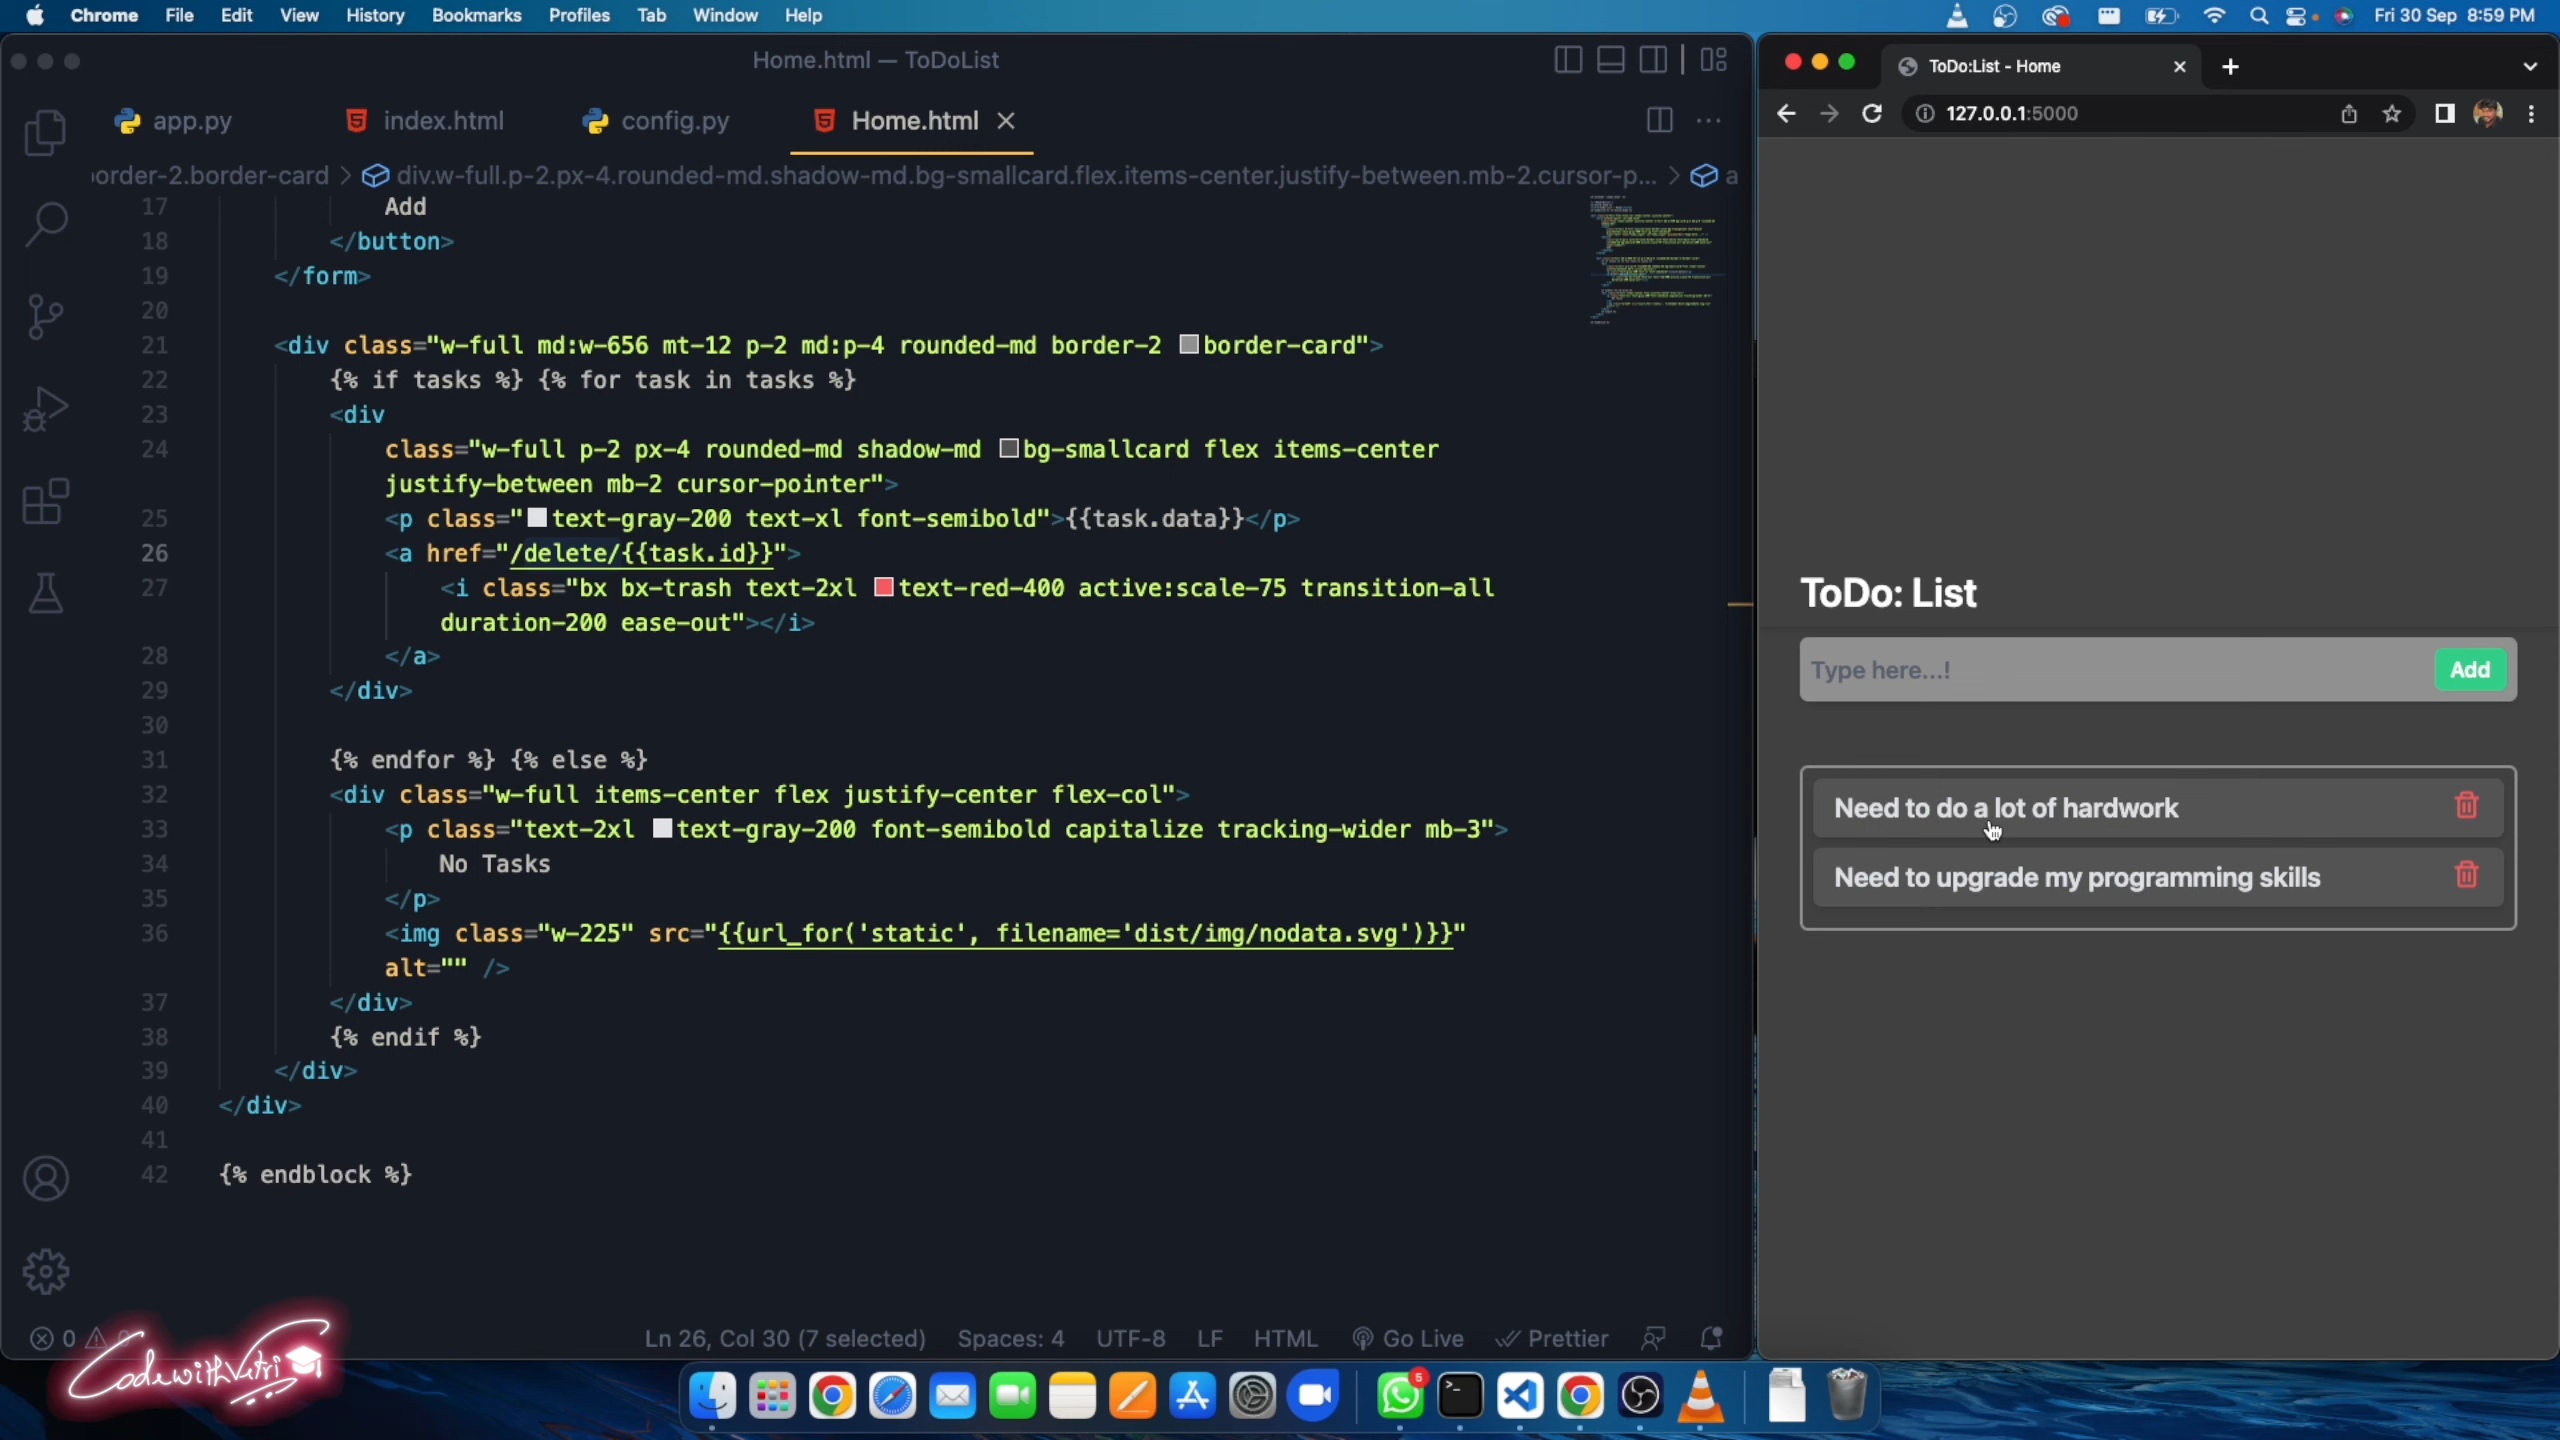 Chrome File Edit View History Bookmarks Profiles Tab Window Help
Fri 30 Sep 8:59 PM
Home.html — ToDoList
app.py index.html config.py Home.html
border-2.border-card > div.w-full.p-2.px-4.rounded-md.shadow-md.bg-smallcard.flex.items-center.justify-between.mb-2.cursor-p... > a
17 Add
18 </button>
19 </form>
20
21 <div class="w-full md:w-656 mt-12 p-2 md:p-4 rounded-md border-2 border-card">
22 {% if tasks %} {% for task in tasks %}
23 <div
24 class="w-full p-2 px-4 rounded-md shadow-md bg-smallcard flex items-center
justify-between mb-2 cursor-pointer">
25 <p class="text-gray-200 text-xl font-semibold">{{task.data}}</p>
26 <a href="/delete/{{task.id}}">
27 <i class="bx bx-trash text-2xl text-red-400 active:scale-75 transition-all
duration-200 ease-out"></i>
28 </a>
29 </div>
30
31 {% endfor %} {% else %}
32 <div class="w-full items-center flex justify-center flex-col">
33 <p class="text-2xl text-gray-200 font-semibold capitalize tracking-wider mb-3">
34 No Tasks
35 </p>
36 <img class="w-225" src="{{url_for('static', filename='dist/img/nodata.svg')}}"
alt="" />
37 </div>
38 {% endif %}
39 </div>
40 </div>
41
42 {% endblock %}
0
Ln 26, Col 30 (7 selected) Spaces: 4 UTF-8 LF HTML Go Live Prettier
CodewithVetri
ToDo:List - Home
127.0.0.1:5000
ToDo: List
Type here...! Add
Need to do a lot of hardwork
Need to upgrade my programming skills
5